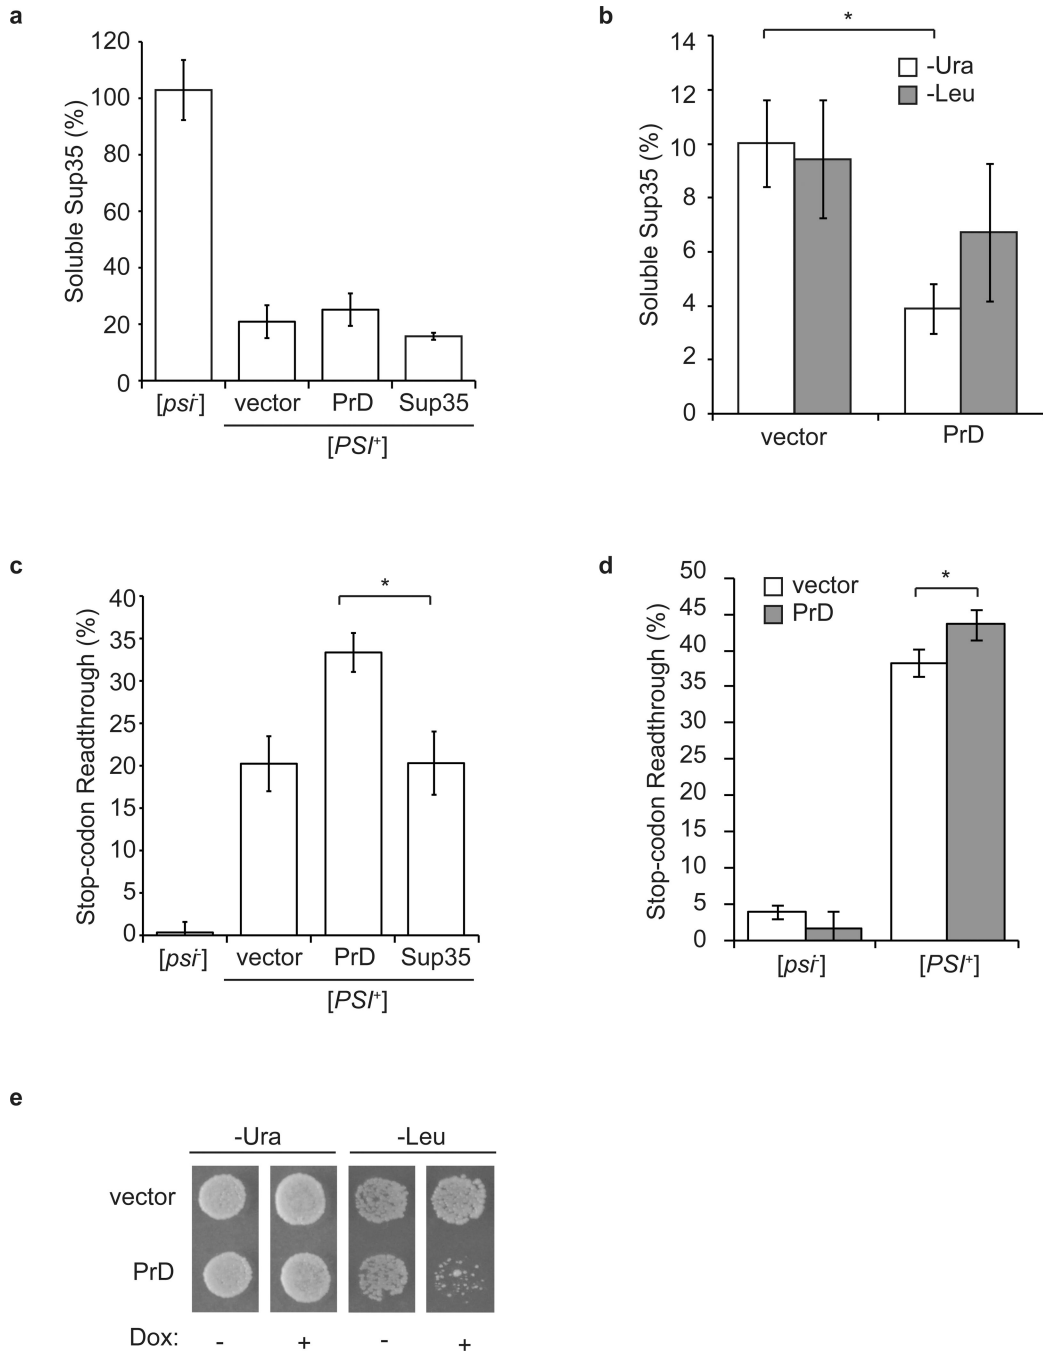 a
Soluble Sup35 (%)
120
100
80
60
40
20
0
[psi-] vector PrD Sup35
[PSI+]
b
*
-Ura
-Leu
Soluble Sup35 (%)
14
12
10
8
6
4
2
0
vector PrD
c
*
Stop-codon Readthrough (%)
40
35
30
25
20
15
10
5
0
[psi-] vector PrD Sup35
[PSI+]
d
vector
PrD
*
Stop-codon Readthrough (%)
50
45
40
35
30
25
20
15
10
5
0
[psi-] [PSI+]
e
-Ura -Leu
vector
PrD
Dox: - + - +